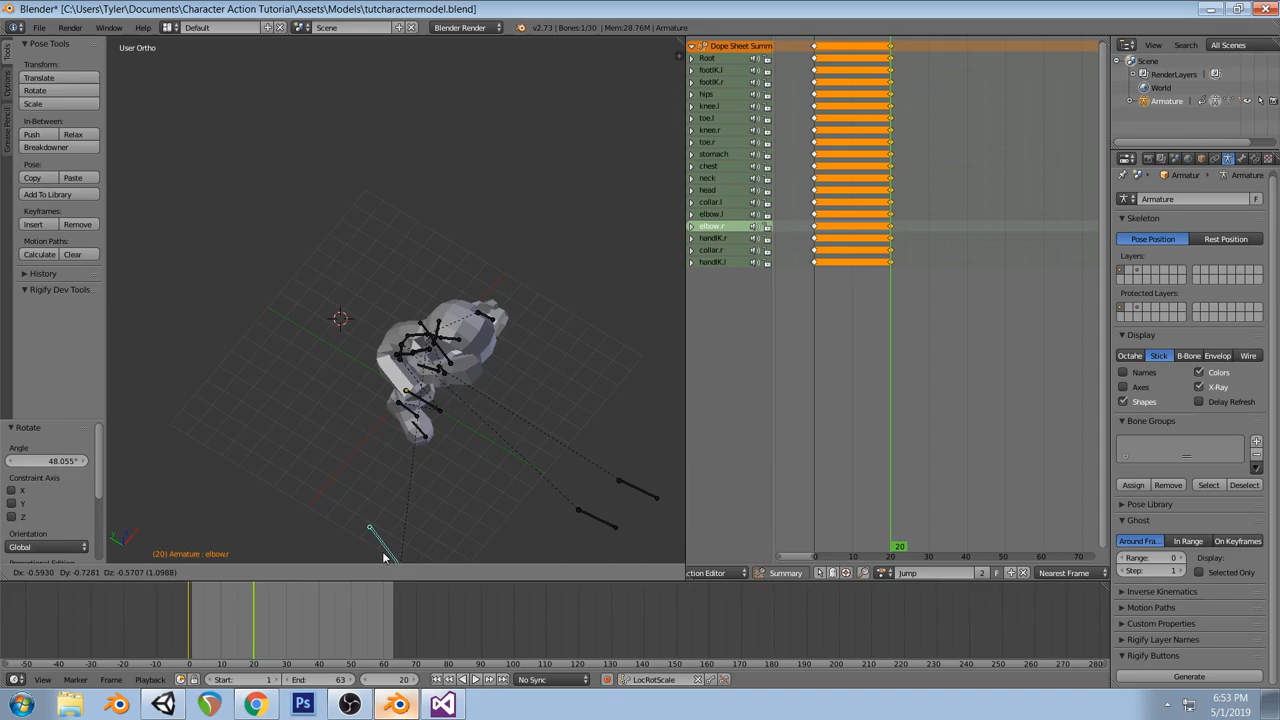 Blender* [C:\Users\Tyler\Documents\Character Action Tutorial\Assets\Models\tutcharactermodel.blend]
File Render Window Help Default Scene Blender Render v2.73 | Bones:1/30 | Mem:28.76M | Armature
Tools
Options
Grease Pencil
Pose Tools
Transform:
Translate
Rotate
Scale
In-Between:
Push Relax
Breakdowner
Pose:
Copy Paste
Add To Library
Keyframes:
Insert Remove
Motion Paths:
Calculate Clear
History
Rigify Dev Tools
Rotate
Angle
48.055°
Constraint Axis
X
Y
Z
Orientation
Global
User Ortho
(20) Armature : elbow.r
Dx: -0.5930 Dy: -0.7281 Dz: -0.5707 (1.0988)
Dope Sheet Summ
Root
footIK.l
footIK.r
hips
knee.l
toe.l
knee.r
toe.r
stomach
chest
neck
head
collar.l
elbow.l
elbow.r
handIK.r
collar.r
handIK.l
20
0 10 20 30 40 50 60 70
ction Editor Summary Jump 2 F Nearest Frame
View Search All Scenes
Scene
RenderLayers
World
Armature
Armatur Armature
Armature F
Skeleton
Pose Position Rest Position
Layers:
Protected Layers:
Display
Octahe Stick B-Bone Envelop Wire
Names Colors
Axes X-Ray
Shapes Delay Refresh
Bone Groups
Assign Remove Select Deselect
Pose Library
Ghost
Around Fra... In Range On Keyframes
Range: 0 Display:
Step: 1 Selected Only
Inverse Kinematics
Motion Paths
Custom Properties
Rigify Layer Names
Rigify Buttons
Generate
-50 -40 -30 -20 -10 0 10 20 30 40 50 60 70 80 90 100 110 120 130 140 150 160 170 180 190 200 210 220 230 240 250 260 270 280
View Marker Frame Playback Start: 1 End: 63 20 No Sync LocRotScale
Ps
6:53 PM
5/1/2019